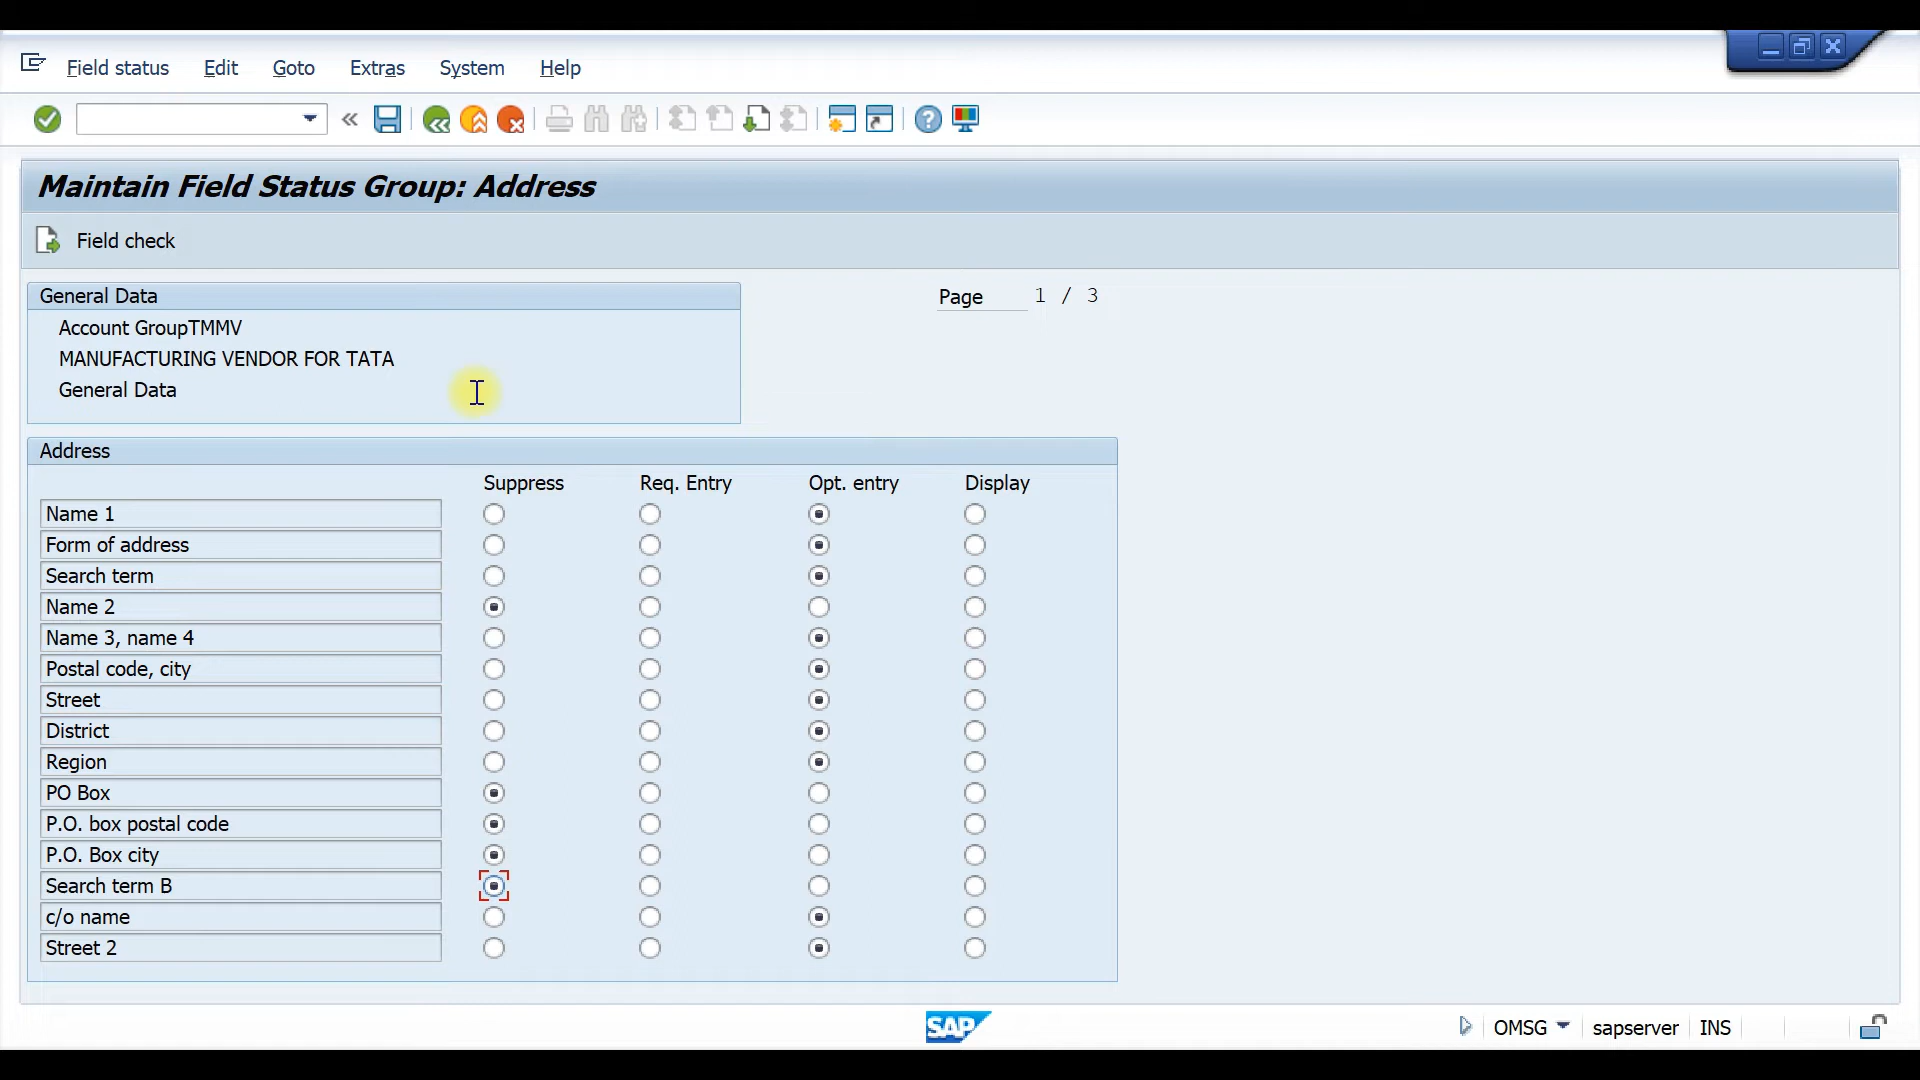 Field status Edit Goto Extras System Help
Maintain Field Status Group: Address
Field check
General Data
Page 1 / 3
Account GroupTMMV
MANUFACTURING VENDOR FOR TATA
General Data
Address
Suppress Req. Entry Opt. entry Display
Name 1
Form of address
Search term
Name 2
Name 3, name 4
Postal code, city
Street
District
Region
PO Box
P.O. box postal code
P.O. Box city
Search term B
c/o name
Street 2
SAP OMSG sapserver INS